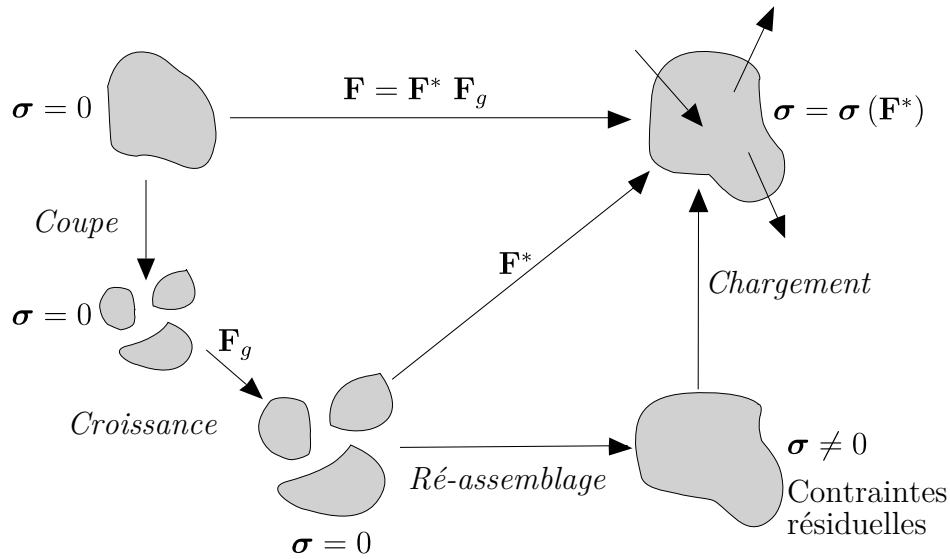 F = F* F_g
σ = 0
σ = σ (F*)
Coupe
F*
Chargement
σ = 0
F_g
Croissance
Ré-assemblage
σ ≠ 0
Contraintes
résiduelles
σ = 0